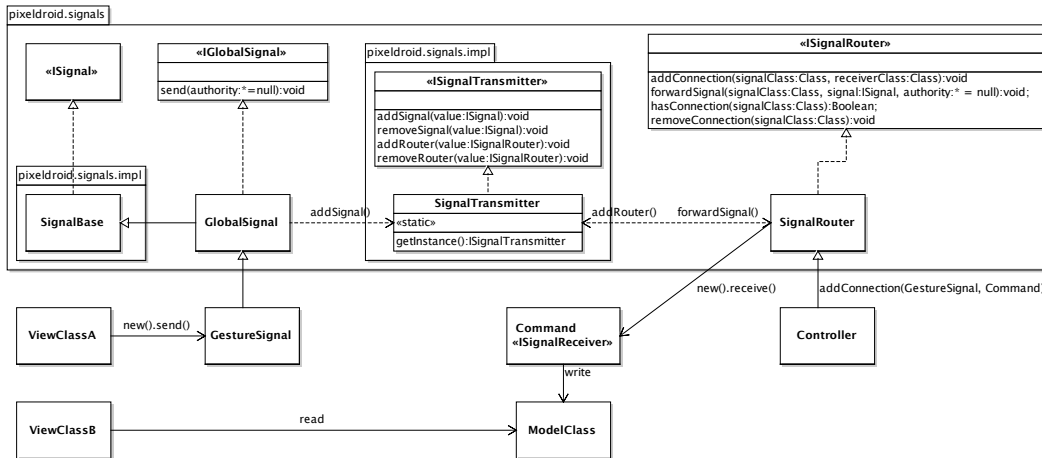 pixeldroid.signals
«ISignal»
«IGlobalSignal»
send(authority:*=null):void
pixeldroid.signals.impl
«ISignalTransmitter»
addSignal(value:ISignal):void
removeSignal(value:ISignal):void
addRouter(value:ISignalRouter):void
removeRouter(value:ISignalRouter):void
«ISignalRouter»
addConnection(signalClass:Class, receiverClass:Class):void
forwardSignal(signalClass:Class, signal:ISignal, authority:* = null):void;
hasConnection(signalClass:Class):Boolean;
removeConnection(signalClass:Class):void
pixeldroid.signals.impl
SignalBase
GlobalSignal
addSignal()
SignalTransmitter
«static»
getInstance():ISignalTransmitter
addRouter()
forwardSignal()
SignalRouter
new().receive()
addConnection(GestureSignal, Command)
ViewClassA
new().send()
GestureSignal
Command
«ISignalReceiver»
Controller
write
ViewClassB
read
ModelClass